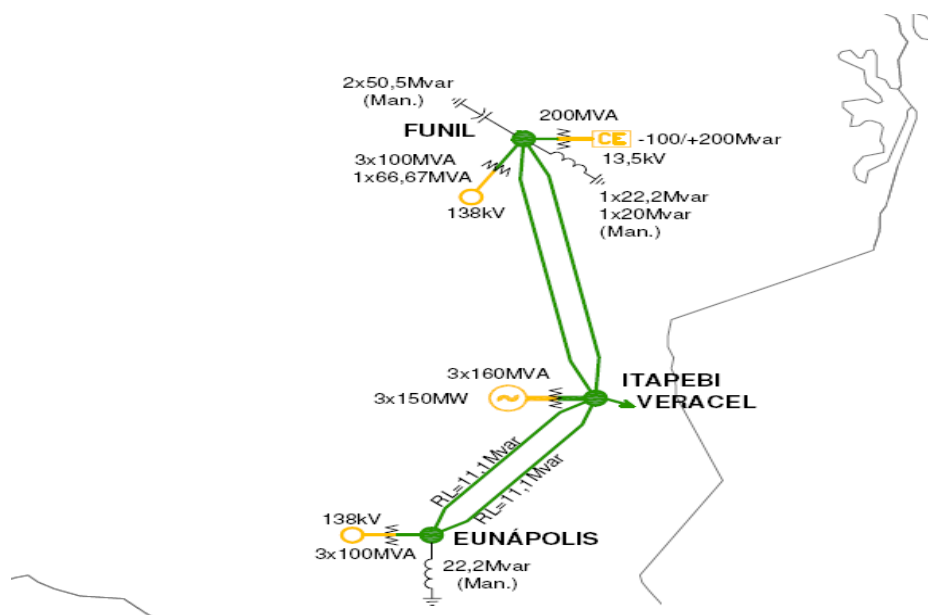 2x50,5Mvar
(Man.)
FUNIL
200MVA
CE
-100/+200Mvar
13,5kV
3x100MVA
1x66,67MVA
138kV
1x22,2Mvar
1x20Mvar
(Man.)
3x160MVA
3x150MW
~
ITAPEBI
VERACEL
RL=11,1Mvar
RL=11,1Mvar
138kV
3x100MVA
EUNÁPOLIS
22,2Mvar
(Man.)